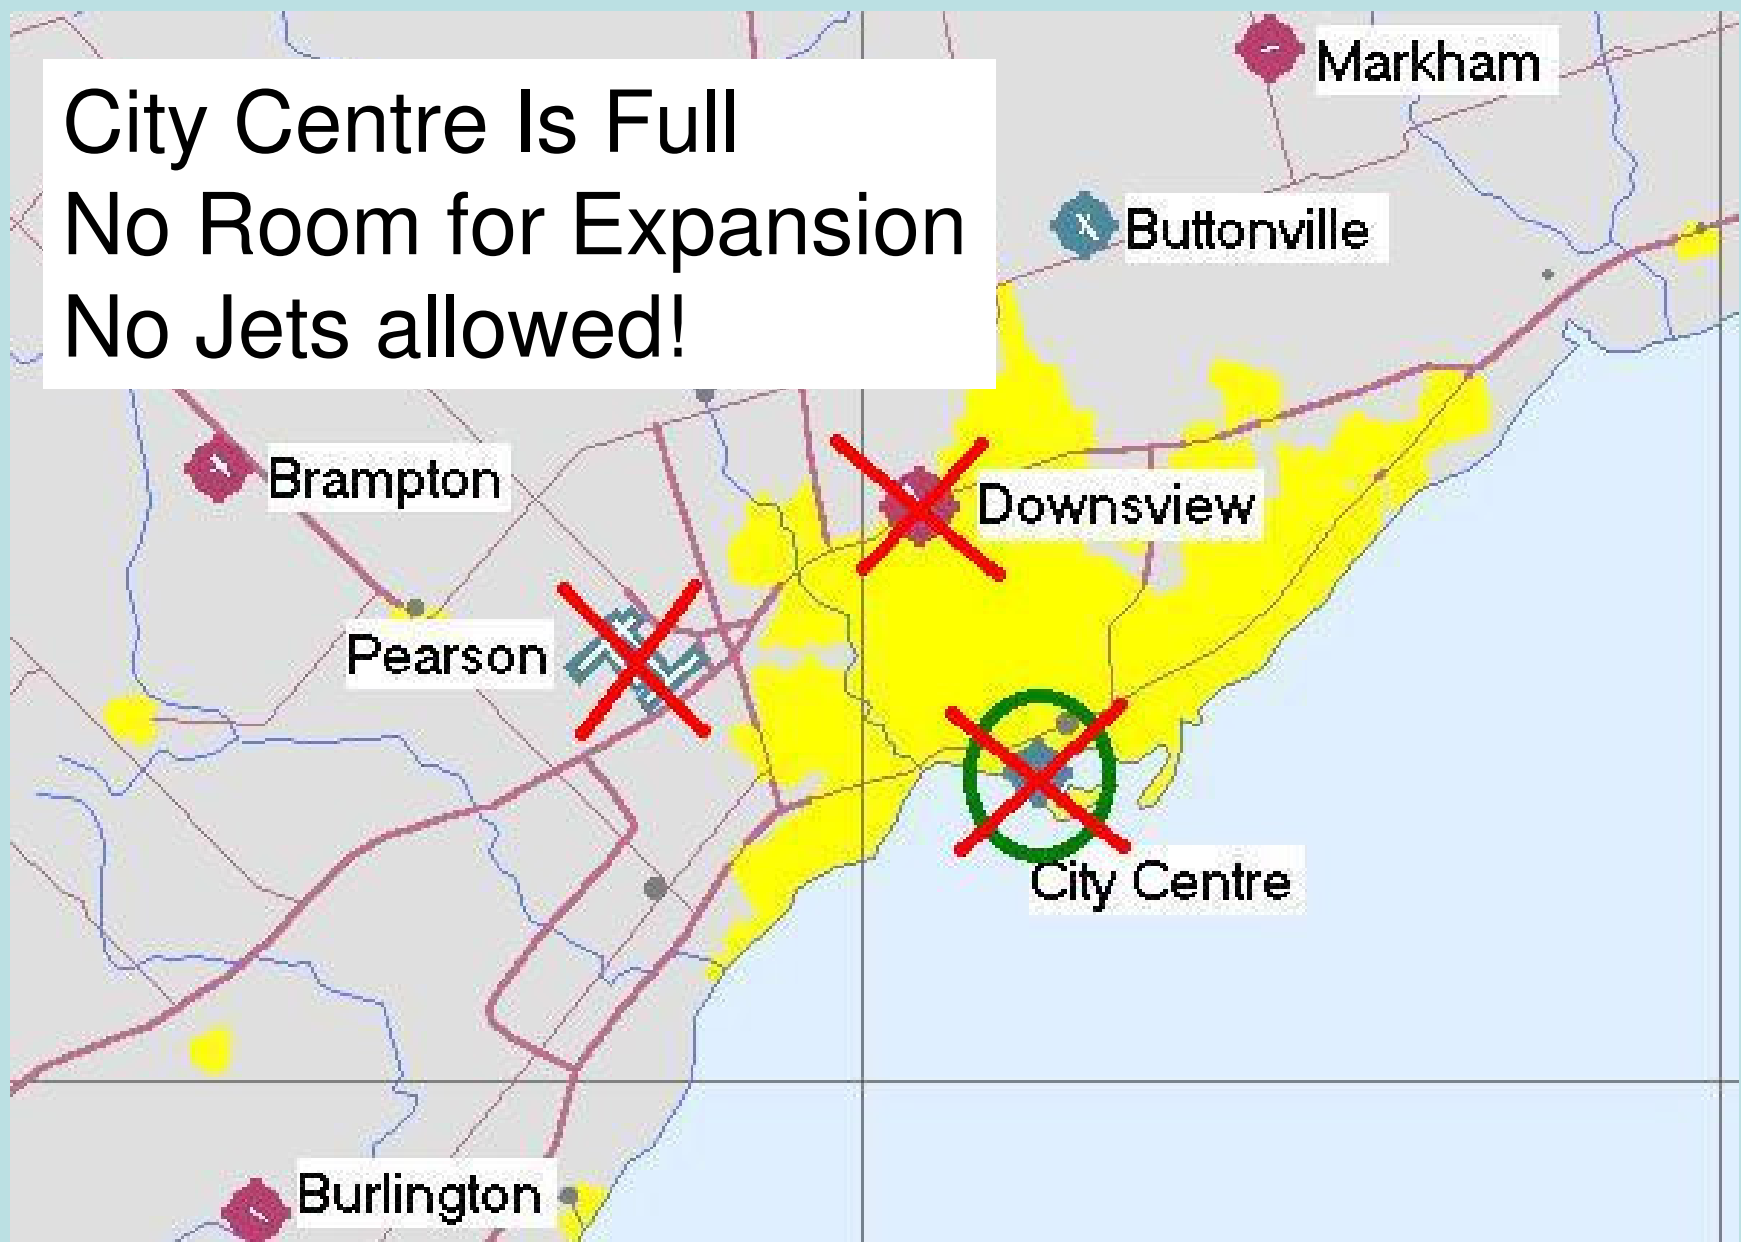 City Centre Is Full
No Room for Expansion
No Jets allowed!
Markham
Buttonville
Brampton
Downsview
Pearson
City Centre
Burlington